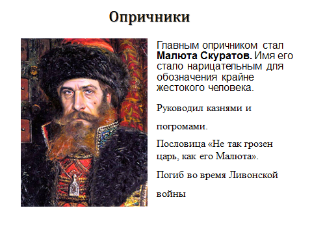 Опричники
Главным опричником стал
Малюта Скуратов. Имя его
стало нарицательным для
обозначения крайне
жестокого человека.
Руководил казнями и
погромами.
Пословица «Не так грозен
царь, как его Малюта».
Погиб во время Ливонской
войны